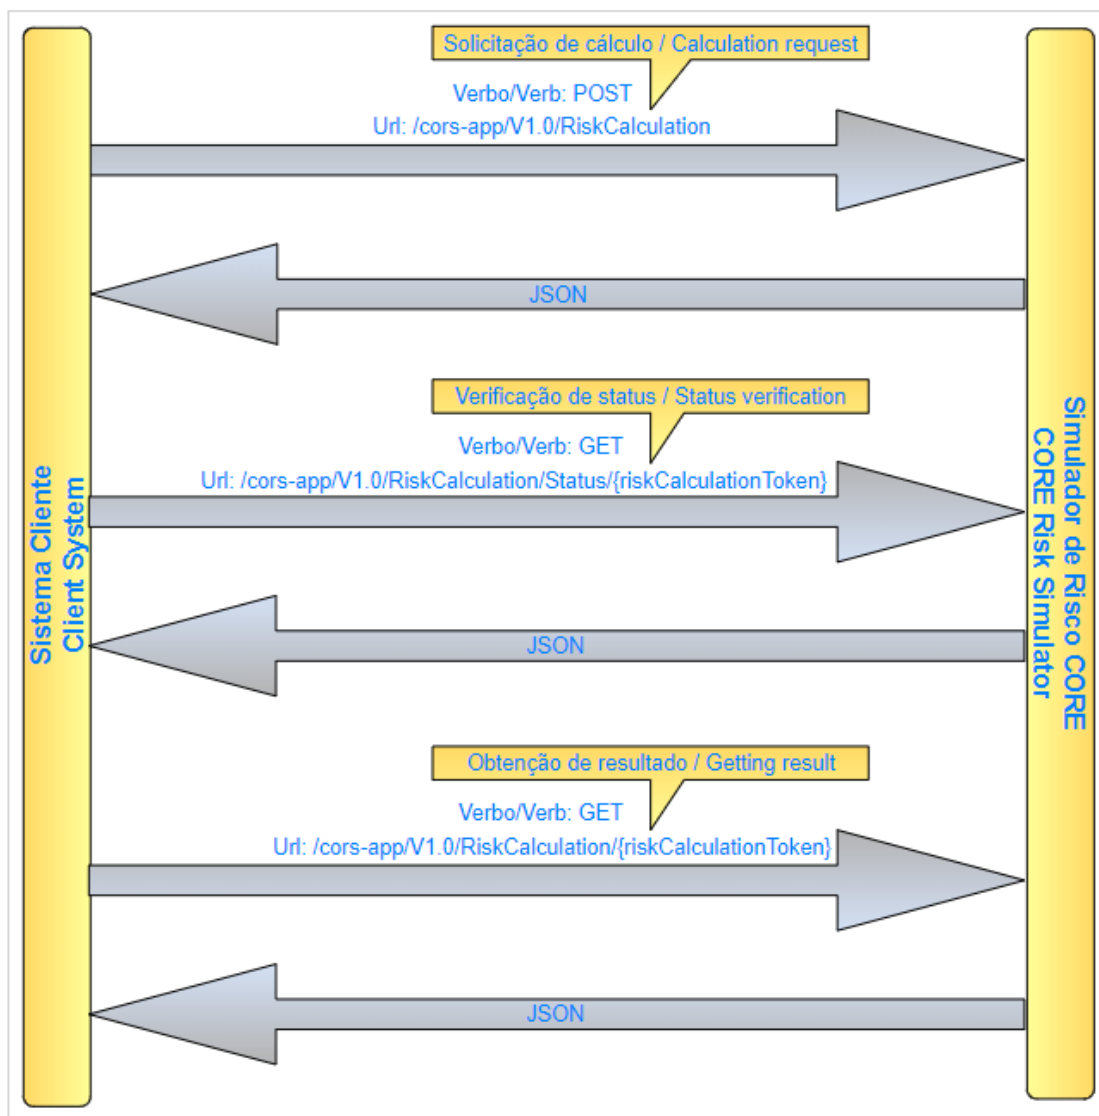 Solicitação de cálculo / Calculation request
Verbo/Verb: POST
Url: /cors-app/V1.0/RiskCalculation
JSON
Verificação de status / Status verification
Verbo/Verb: GET
Url: /cors-app/V1.0/RiskCalculation/Status/{riskCalculationToken}
JSON
Obtenção de resultado / Getting result
Verbo/Verb: GET
Url: /cors-app/V1.0/RiskCalculation/{riskCalculationToken}
JSON
Sistema Cliente
Client System
Simulador de Risco CORE
CORE Risk Simulator